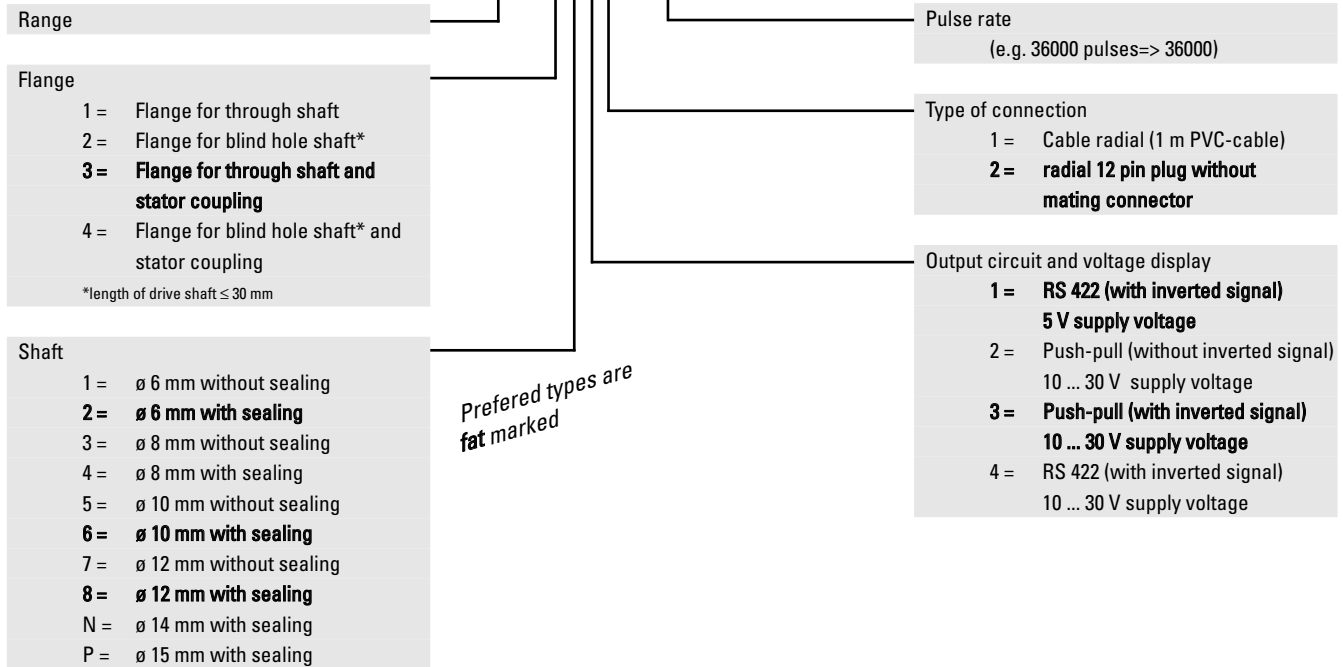 Range
Flange
1 = Flange for through shaft
2 = Flange for blind hole shaft*
3 = Flange for through shaft and
stator coupling
4 = Flange for blind hole shaft* and
stator coupling
*length of drive shaft ≤ 30 mm
Shaft
1 = ø 6 mm without sealing
2 = ø 6 mm with sealing
3 = ø 8 mm without sealing
4 = ø 8 mm with sealing
5 = ø 10 mm without sealing
6 = ø 10 mm with sealing
7 = ø 12 mm without sealing
8 = ø 12 mm with sealing
N = ø 14 mm with sealing
P = ø 15 mm with sealing
Prefered types are
fat marked
Pulse rate
(e.g. 36000 pulses=> 36000)
Type of connection
1 = Cable radial (1 m PVC-cable)
2 = radial 12 pin plug without
mating connector
Output circuit and voltage display
1 = RS 422 (with inverted signal)
5 V supply voltage
2 = Push-pull (without inverted signal)
10 ... 30 V supply voltage
3 = Push-pull (with inverted signal)
10 ... 30 V supply voltage
4 = RS 422 (with inverted signal)
10 ... 30 V supply voltage